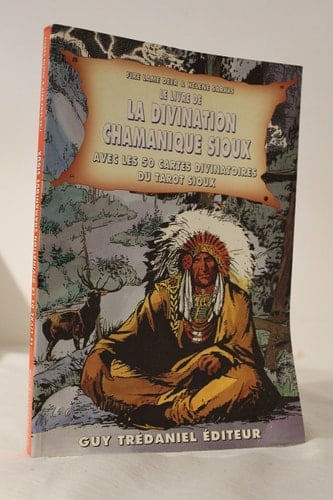 FIRE LAME DEER & HELENE SARKIS
LE LIVRE DE
LA DIVINATION
CHAMANIQUE SIOUX
AVEC LES 50 CARTES DIVINATOIRES
DU TAROT SIOUX
GUY TRÉDANIEL ÉDITEUR